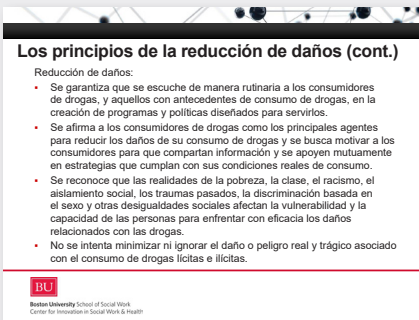 Los principios de la reducción de daños (cont.)
Reducción de daños:
▪ Se garantiza que se escuche de manera rutinaria a los consumidores
de drogas, y aquellos con antecedentes de consumo de drogas, en la
creación de programas y políticas diseñados para servirlos.
▪ Se afirma a los consumidores de drogas como los principales agentes
para reducir los daños de su consumo de drogas y se busca motivar a los
consumidores para que compartan información y se apoyen mutuamente
en estrategias que cumplan con sus condiciones reales de consumo.
▪ Se reconoce que las realidades de la pobreza, la clase, el racismo, el
aislamiento social, los traumas pasados, la discriminación basada en
el sexo y otras desigualdades sociales afectan la vulnerabilidad y la
capacidad de las personas para enfrentar con eficacia los daños
relacionados con las drogas.
▪ No se intenta minimizar ni ignorar el daño o peligro real y trágico asociado
con el consumo de drogas lícitas e ilícitas.
BU
Boston University School of Social Work
Center for Innovation in Social Work & Health